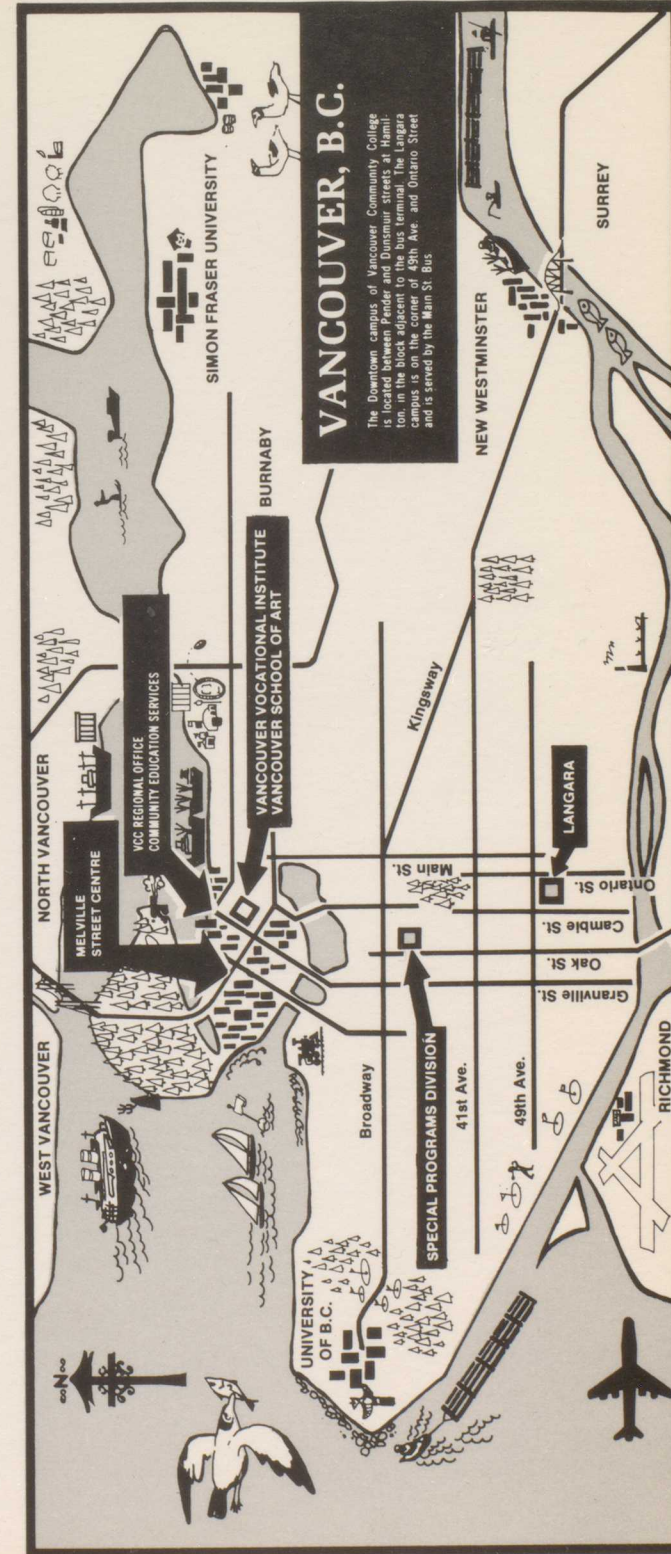 ∞N∞
WEST VANCOUVER
NORTH VANCOUVER
MELVILLE
STREET CENTRE
VCC REGIONAL OFFICE
COMMUNITY EDUCATION SERVICES
VANCOUVER VOCATIONAL INSTITUTE
VANCOUVER SCHOOL OF ART
SIMON FRASER UNIVERSITY
BURNABY
VANCOUVER, B.C.
The Downtown campus of Vancouver Community College
is located between Pender and Dunsmuir streets at Hamil-
ton, in the block adjacent to the bus terminal. The Langara
campus is on the corner of 49th Ave. and Ontario Street
and is served by the Main St. Bus
UNIVERSITY
OF B.C.
Broadway
SPECIAL PROGRAMS DIVISION
41st Ave.
49th Ave.
Kingsway
NEW WESTMINSTER
SURREY
LANGARA
Main St.
Ontario St.
Camble St.
Oak St.
Granville St.
RICHMOND